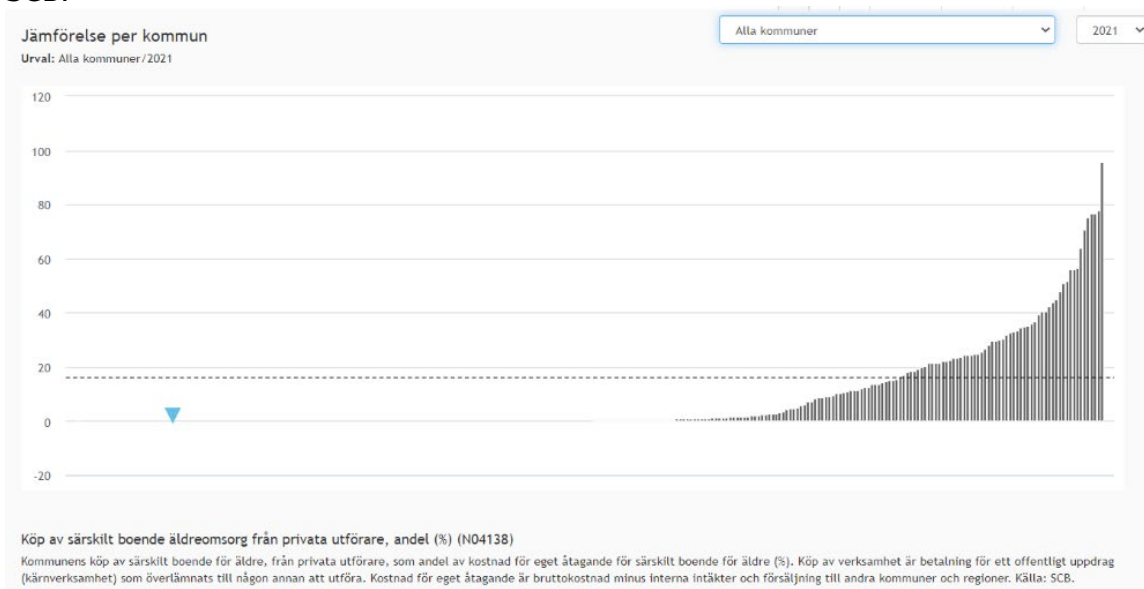 Jämförelse per kommun
Alla kommuner
2021
Urval: Alla kommuner/2021
120
100
80
60
40
20
0
-20
Köp av särskilt boende äldreomsorg från privata utförare, andel (%) (N04138)
Kommunens köp av särskilt boende för äldre, från privata utförare, som andel av kostnad för eget åtagande för särskilt boende för äldre (%). Köp av verksamhet är betalning för ett offentligt uppdrag
(kärnverksamhet) som överlämnats till någon annan att utföra. Kostnad för eget åtagande är bruttokostnad minus interna intäkter och försäljning till andra kommuner och regioner. Källa: SCB.